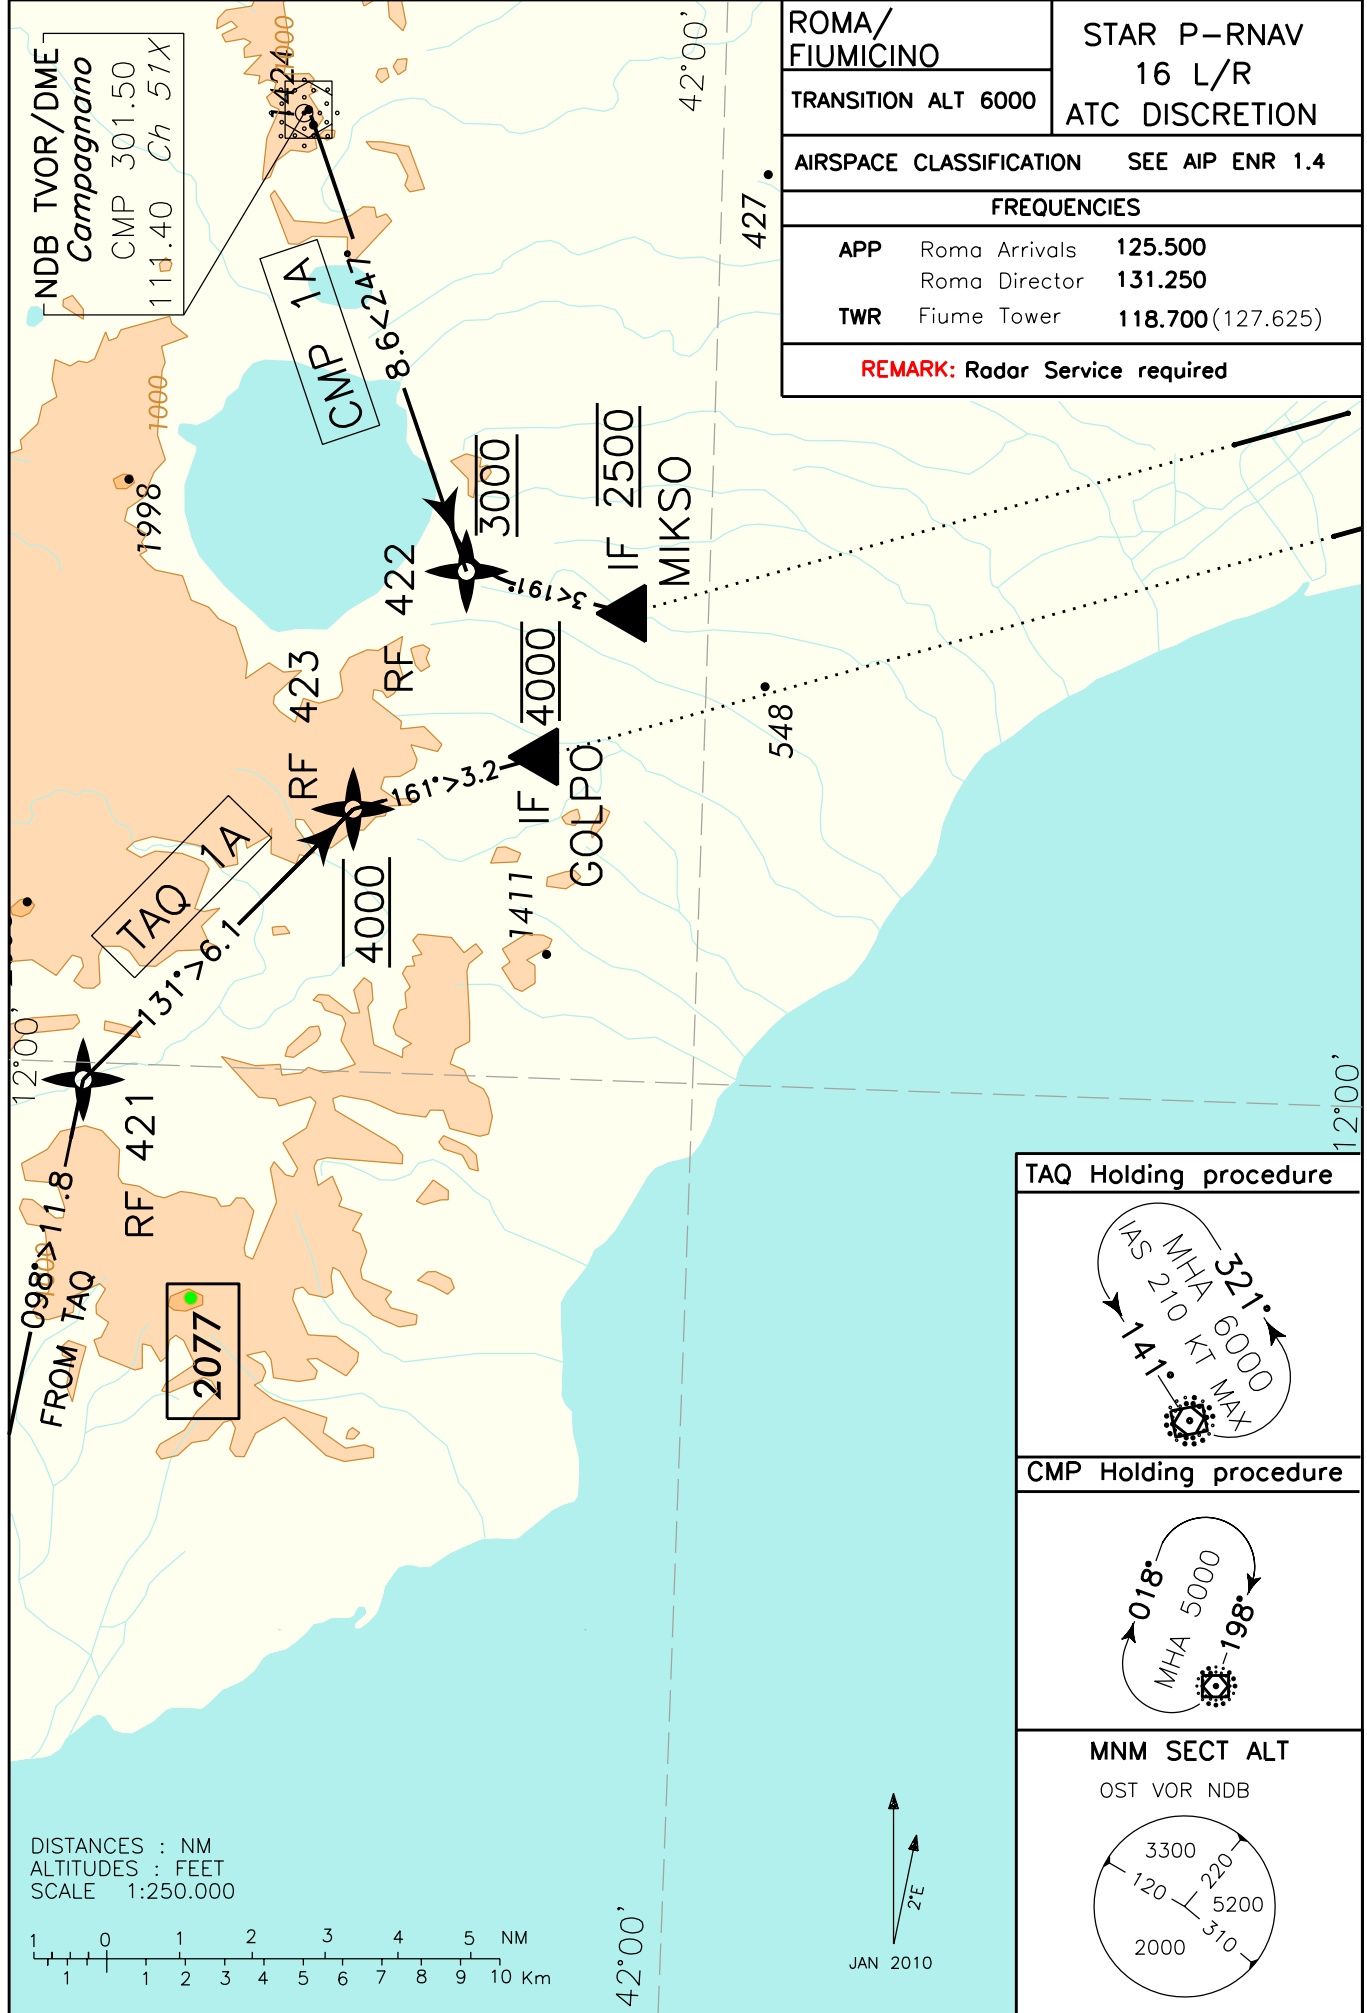 ROMA/
FIUMICINO
TRANSITION ALT 6000
STAR P-RNAV
16 L/R
ATC DISCRETION
AIRSPACE CLASSIFICATION SEE AIP ENR 1.4
FREQUENCIES
APP Roma Arrivals 125.500
Roma Director 131.250
TWR Fiume Tower 118.700(127.625)
REMARK: Radar Service required
NDB TVOR/DME
Campagnano
CMP 301.50
111.40 Ch 51X
1424
1000
42°00'
427
CMP 1A
8.6<247°
1000
1998
3000
RF 422
3<191°
IF 2500
MIKSO
RF 423
4000
161°>3.2
IF 4000
GOLPO
548
1411
TAQ 1A
131°>6.1
12°00'
RF 421
098°>11.8
FROM TAQ
2077
12°00'
TAQ Holding procedure
321°
MHA 6000
IAS 210 KT MAX
141°
CMP Holding procedure
018°
MHA 5000
198°
MNM SECT ALT
OST VOR NDB
3300
120
220
5200
310
2000
DISTANCES : NM
ALTITUDES : FEET
SCALE 1:250.000
1 0 1 2 3 4 5 NM
1 1 2 3 4 5 6 7 8 9 10 Km
42°00'
2°E
JAN 2010